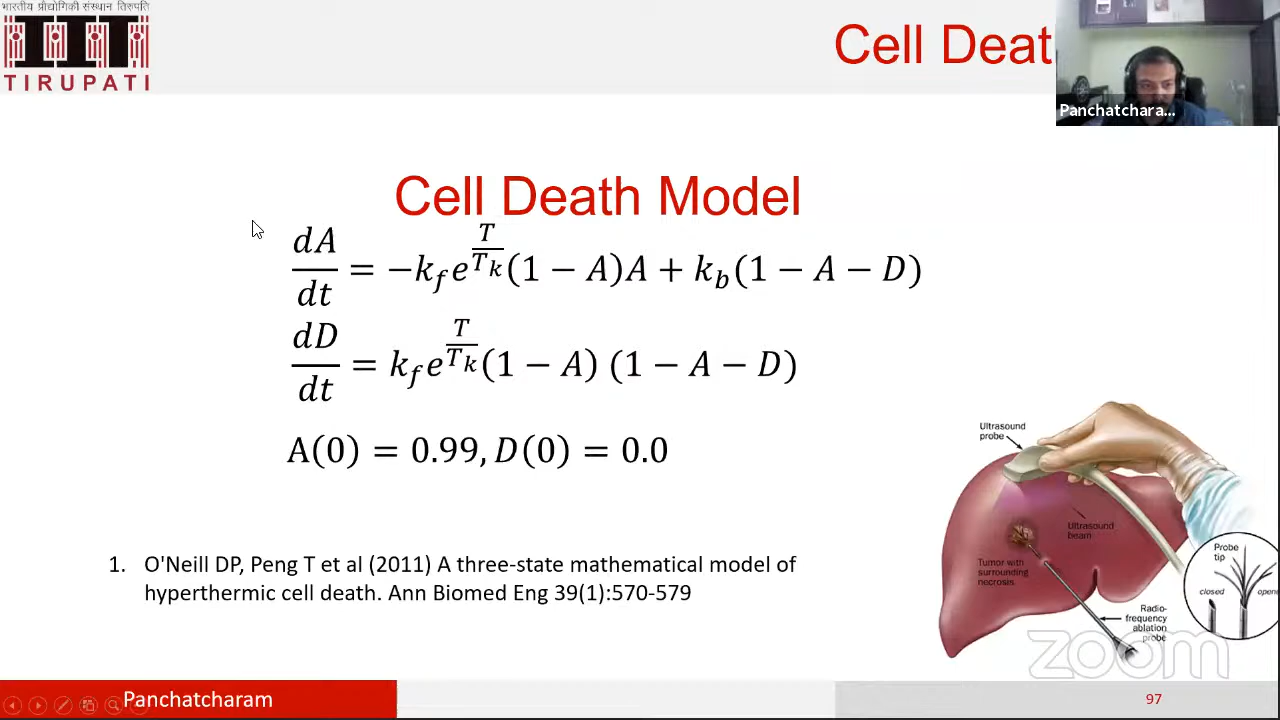 भारतीय प्रौद्योगिकी संस्थान तिरुपति
TIRUPATI
Cell Deat
Panchatchara...
Cell Death Model
dA/dt = −k_f e^(T/T_k) (1 − A)A + k_b(1 − A − D)
dD/dt = k_f e^(T/T_k) (1 − A) (1 − A − D)
A(0) = 0.99, D(0) = 0.0
Ultrasound
probe
Ultrasound
beam
Tumor with
surrounding
necrosis
Probe
tip
closed
opene
Radio-
frequency
ablation
probe
1. O'Neill DP, Peng T et al (2011) A three-state mathematical model of
hyperthermic cell death. Ann Biomed Eng 39(1):570-579
zoom
Panchatcharam
97